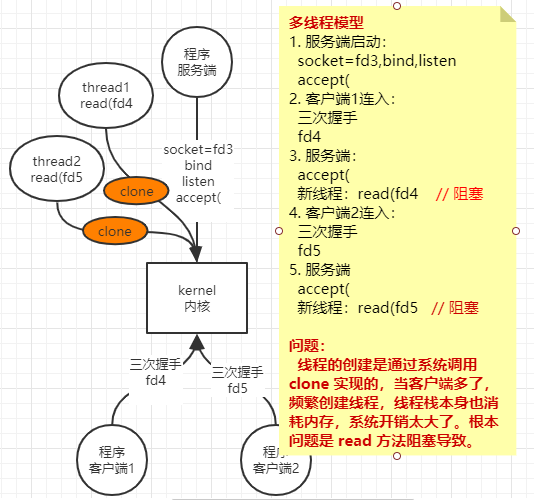 程序
服务端
thread1
read(fd4
thread2
read(fd5
clone
clone
socket=fd3
bind
listen
accept(
kernel
内核
三次握手
fd4
三次握手
fd5
程序
客户端1
程序
客户端2
多线程模型
1. 服务端启动：
socket=fd3,bind,listen
accept(
2. 客户端1连入：
三次握手
fd4
3. 服务端：
accept(
新线程：read(fd4 // 阻塞
4. 客户端2连入：
三次握手
fd5
5. 服务端
accept(
新线程：read(fd5 // 阻塞
问题：
线程的创建是通过系统调用
clone 实现的，当客户端多了，
频繁创建线程，线程栈本身也消
耗内存，系统开销太大了。根本
问题是 read 方法阻塞导致。